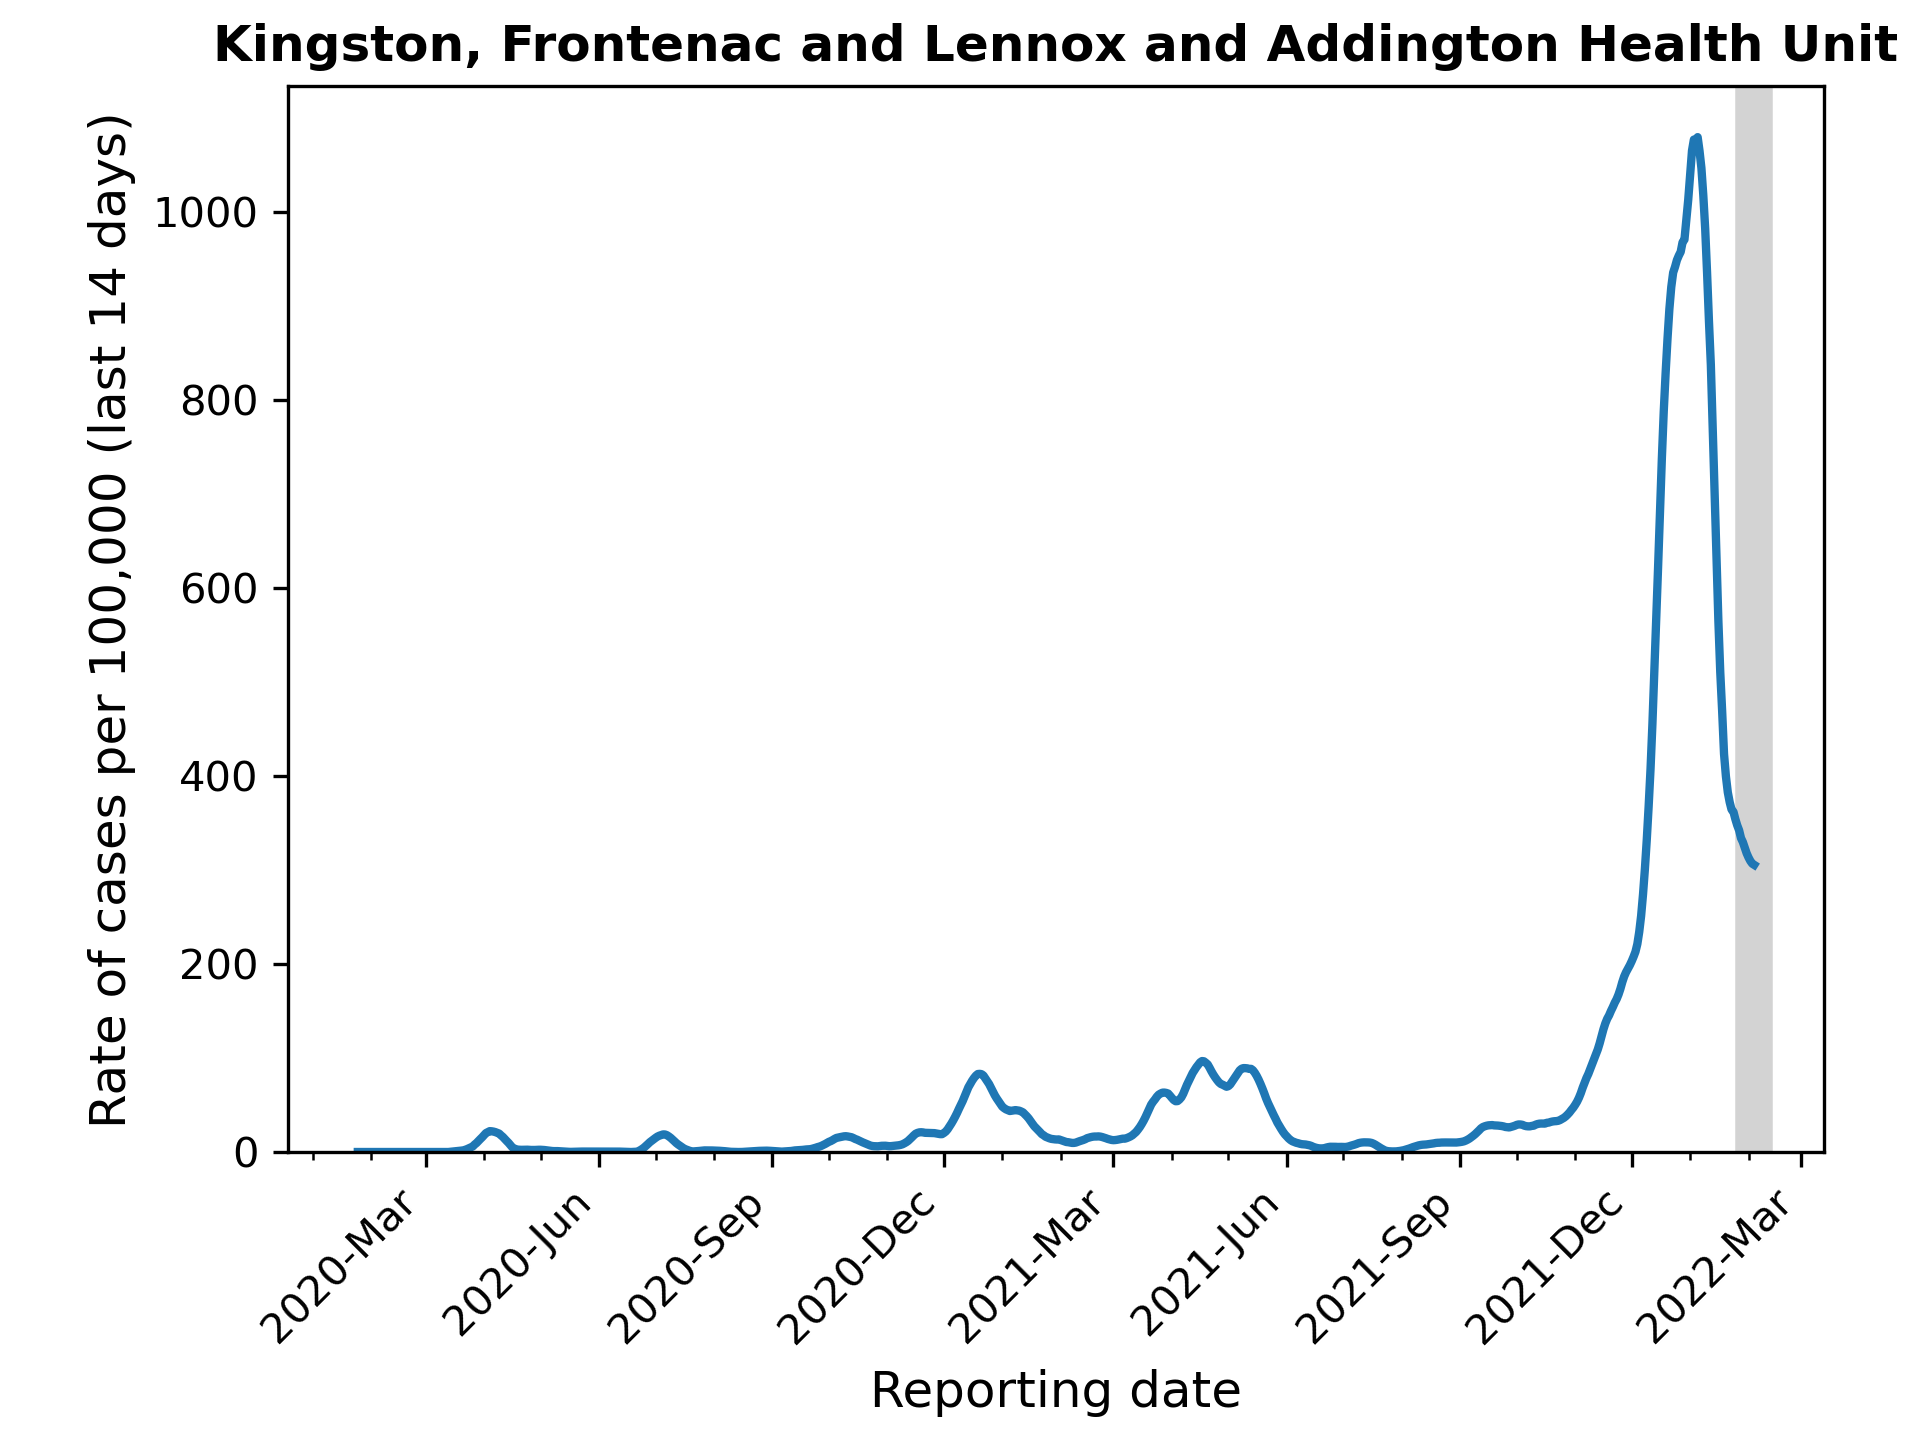 Kingston, Frontenac and Lennox and Addington Health Unit
Rate of cases per 100,000 (last 14 days)
1000
800
600
400
200
0
2020-Mar
2020-Jun
2020-Sep
2020-Dec
2021-Mar
2021-Jun
2021-Sep
2021-Dec
2022-Mar
Reporting date